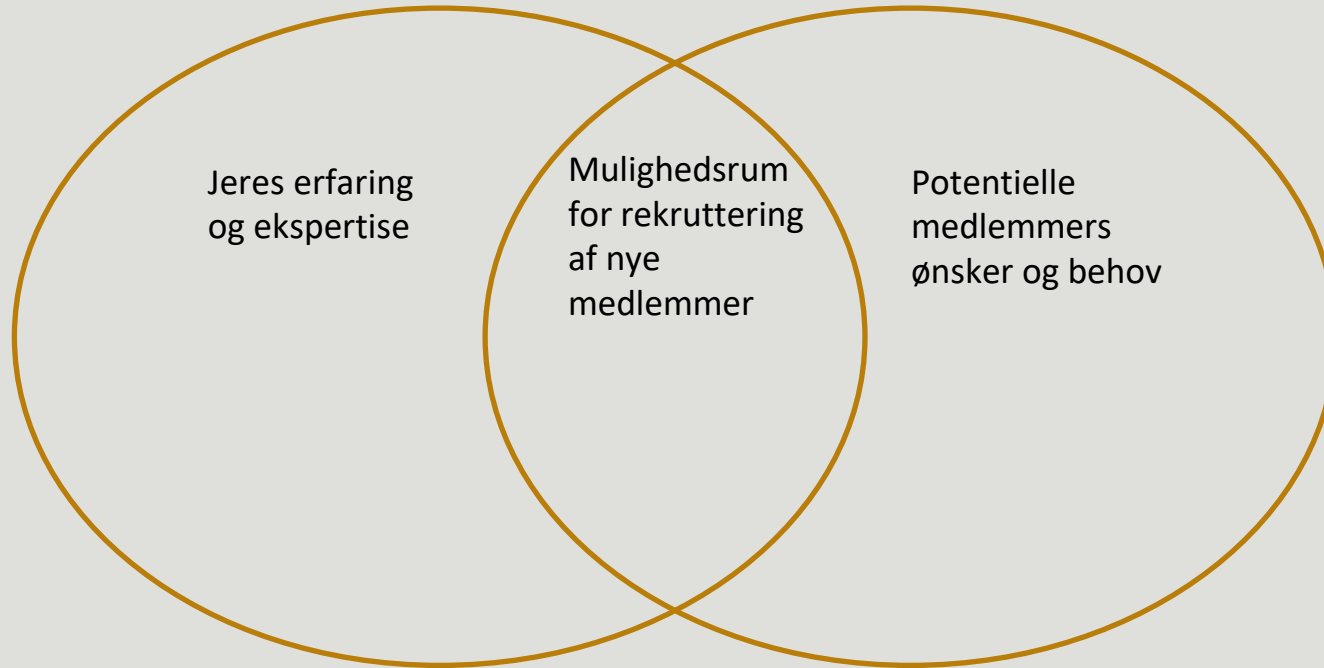 Jeres erfaring
og ekspertise
Mulighedsrum
for rekruttering
af nye
medlemmer
Potentielle
medlemmers
ønsker og behov